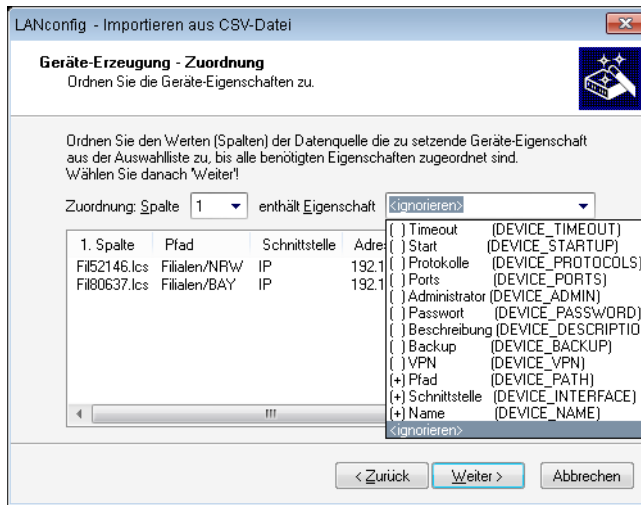 LANconfig - Importieren aus CSV-Datei
Geräte-Erzeugung - Zuordnung
Ordnen Sie die Geräte-Eigenschaften zu.
Ordnen Sie den Werten (Spalten) der Datenquelle die zu setzende Geräte-Eigenschaft
aus der Auswahlliste zu, bis alle benötigten Eigenschaften zugeordnet sind.
Wählen Sie danach 'Weiter'!
Zuordnung: Spalte 1 enthält Eigenschaft <ignorieren>
1. Spalte Pfad Schnittstelle
Fil52146.lcs Filialen/NRW IP 192.1
Fil80637.lcs Filialen/BAY IP 192.1
( ) Timeout (DEVICE_TIMEOUT)
( ) Start (DEVICE_STARTUP)
( ) Protokolle (DEVICE_PROTOCOLS)
( ) Ports (DEVICE_PORTS)
( ) Administrator (DEVICE_ADMIN)
( ) Passwort (DEVICE_PASSWORD)
( ) Beschreibung (DEVICE_DESCRIPTIO
( ) Backup (DEVICE_BACKUP)
( ) VPN (DEVICE_VPN)
(+) Pfad (DEVICE_PATH)
(+) Schnittstelle (DEVICE_INTERFACE)
(+) Name (DEVICE_NAME)
<ignorieren>
< Zurück Weiter > Abbrechen